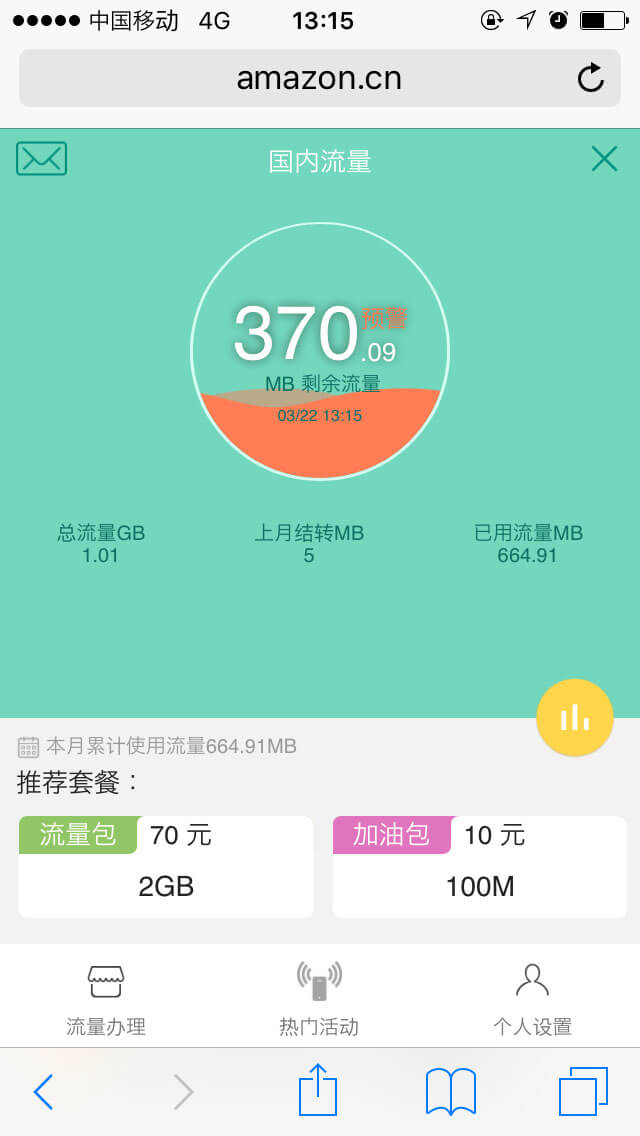 中国移动 4G 13:15
amazon.cn
国内流量
370.09 预警
MB 剩余流量
03/22 13:15
总流量GB 上月结转MB 已用流量MB
1.01 5 664.91
本月累计使用流量664.91MB
推荐套餐：
流量包 70 元 加油包 10 元
2GB 100M
流量办理 热门活动 个人设置